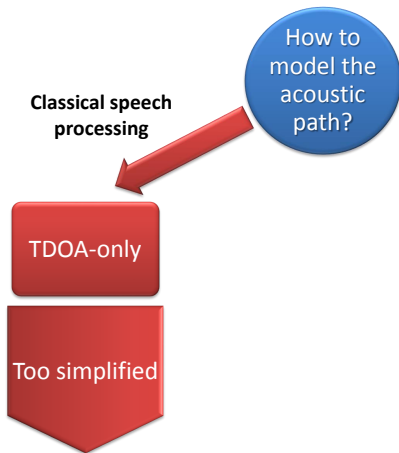 How to
model the
acoustic
path?
Classical speech
processing
TDOA-only
Too simplified